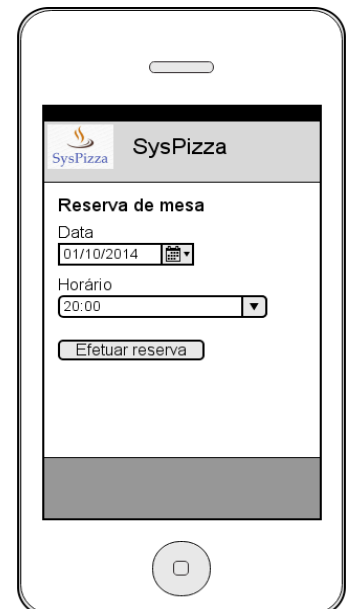 SysPizza
SysPizza
Reserva de mesa
Data
01/10/2014
Horário
20:00
Efetuar reserva